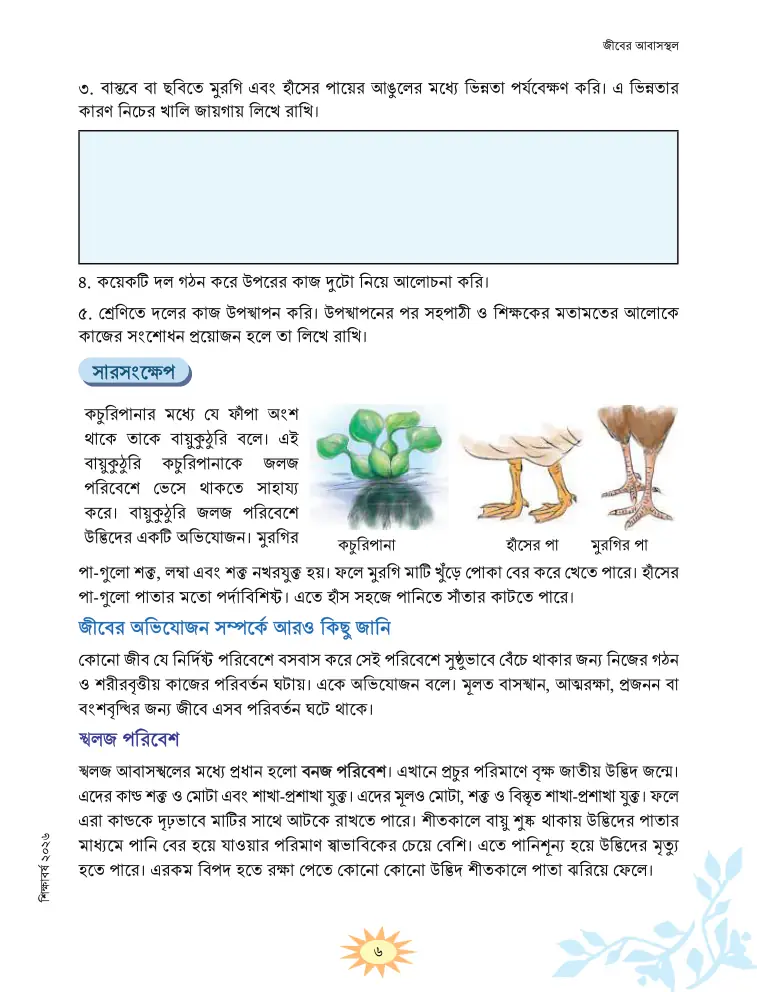 জীবের আবাসস্থল
৩. বাস্তবে বা ছবিতে মুরগি এবং হাঁসের পায়ের আঙুলের মধ্যে ভিন্নতা পর্যবেক্ষণ করি। এ ভিন্নতার
কারণ নিচের খালি জায়গায় লিখে রাখি।
৪. কয়েকটি দল গঠন করে উপরের কাজ দুটো নিয়ে আলোচনা করি।
৫. শ্রেণিতে দলের কাজ উপস্থাপন করি। উপস্থাপনের পর সহপাঠী ও শিক্ষকের মতামতের আলোকে
কাজের সংশোধন প্রয়োজন হলে তা লিখে রাখি।
সারসংক্ষেপ
কচুরিপানার মধ্যে যে ফাঁপা অংশ
থাকে তাকে বায়ুকুঠুরি বলে। এই
বায়ুকুঠুরি কচুরিপানাকে জলজ
পরিবেশে ভেসে থাকতে সাহায্য
করে। বায়ুকুঠুরি জলজ পরিবেশে
উদ্ভিদের একটি অভিযোজন। মুরগির
কচুরিপানা
হাঁসের পা
মুরগির পা
পা-গুলো শক্ত, লম্বা এবং শক্ত নখরযুক্ত হয়। ফলে মুরগি মাটি খুঁড়ে পোকা বের করে খেতে পারে। হাঁসের
পা-গুলো পাতার মতো পর্দাবিশিষ্ট। এতে হাঁস সহজে পানিতে সাঁতার কাটতে পারে।
জীবের অভিযোজন সম্পর্কে আরও কিছু জানি
কোনো জীব যে নির্দিষ্ট পরিবেশে বসবাস করে সেই পরিবেশে সুষ্ঠুভাবে বেঁচে থাকার জন্য নিজের গঠন
ও শরীরবৃত্তীয় কাজের পরিবর্তন ঘটায়। একে অভিযোজন বলে। মূলত বাসস্থান, আত্মরক্ষা, প্রজনন বা
বংশবৃদ্ধির জন্য জীবে এসব পরিবর্তন ঘটে থাকে।
স্থলজ পরিবেশ
স্থলজ আবাসস্থলের মধ্যে প্রধান হলো বনজ পরিবেশ। এখানে প্রচুর পরিমাণে বৃক্ষ জাতীয় উদ্ভিদ জন্মে।
এদের কাণ্ড শক্ত ও মোটা এবং শাখা-প্রশাখা যুক্ত। এদের মূলও মোটা, শক্ত ও বিস্তৃত শাখা-প্রশাখা যুক্ত। ফলে
এরা কাণ্ডকে দৃঢ়ভাবে মাটির সাথে আটকে রাখতে পারে। শীতকালে বায়ু শুষ্ক থাকায় উদ্ভিদের পাতার
মাধ্যমে পানি বের হয়ে যাওয়ার পরিমাণ স্বাভাবিকের চেয়ে বেশি। এতে পানিশূন্য হয়ে উদ্ভিদের মৃত্যু
হতে পারে। এরকম বিপদ হতে রক্ষা পেতে কোনো কোনো উদ্ভিদ শীতকালে পাতা ঝরিয়ে ফেলে।
শিক্ষাবর্ষ ২০২৬
৬